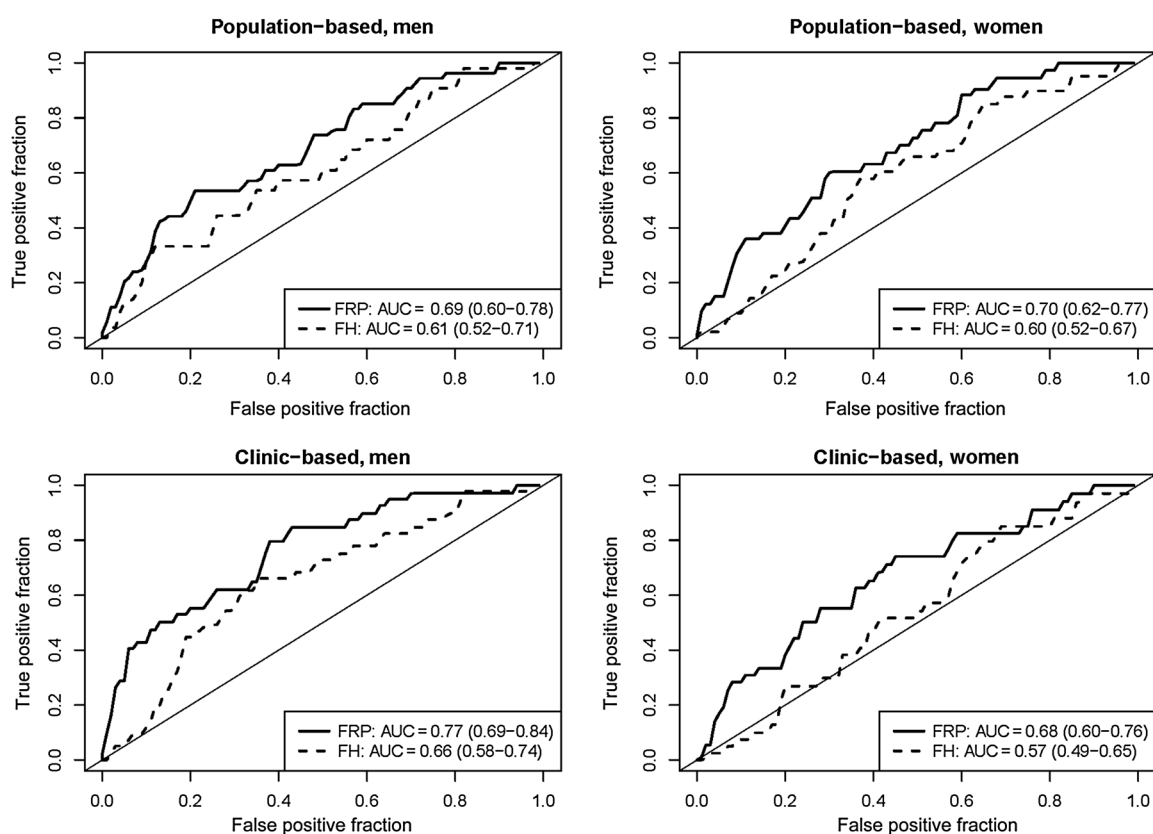 Population-based, men
True positive fraction
1.0
0.8
0.6
0.4
0.2
0.0
FRP: AUC = 0.69 (0.60-0.78)
FH: AUC = 0.61 (0.52-0.71)
0.0 0.2 0.4 0.6 0.8 1.0
False positive fraction
Population-based, women
True positive fraction
1.0
0.8
0.6
0.4
0.2
0.0
FRP: AUC = 0.70 (0.62-0.77)
FH: AUC = 0.60 (0.52-0.67)
0.0 0.2 0.4 0.6 0.8 1.0
False positive fraction
Clinic-based, men
True positive fraction
1.0
0.8
0.6
0.4
0.2
0.0
FRP: AUC = 0.77 (0.69-0.84)
FH: AUC = 0.66 (0.58-0.74)
0.0 0.2 0.4 0.6 0.8 1.0
False positive fraction
Clinic-based, women
True positive fraction
1.0
0.8
0.6
0.4
0.2
0.0
FRP: AUC = 0.68 (0.60-0.76)
FH: AUC = 0.57 (0.49-0.65)
0.0 0.2 0.4 0.6 0.8 1.0
False positive fraction